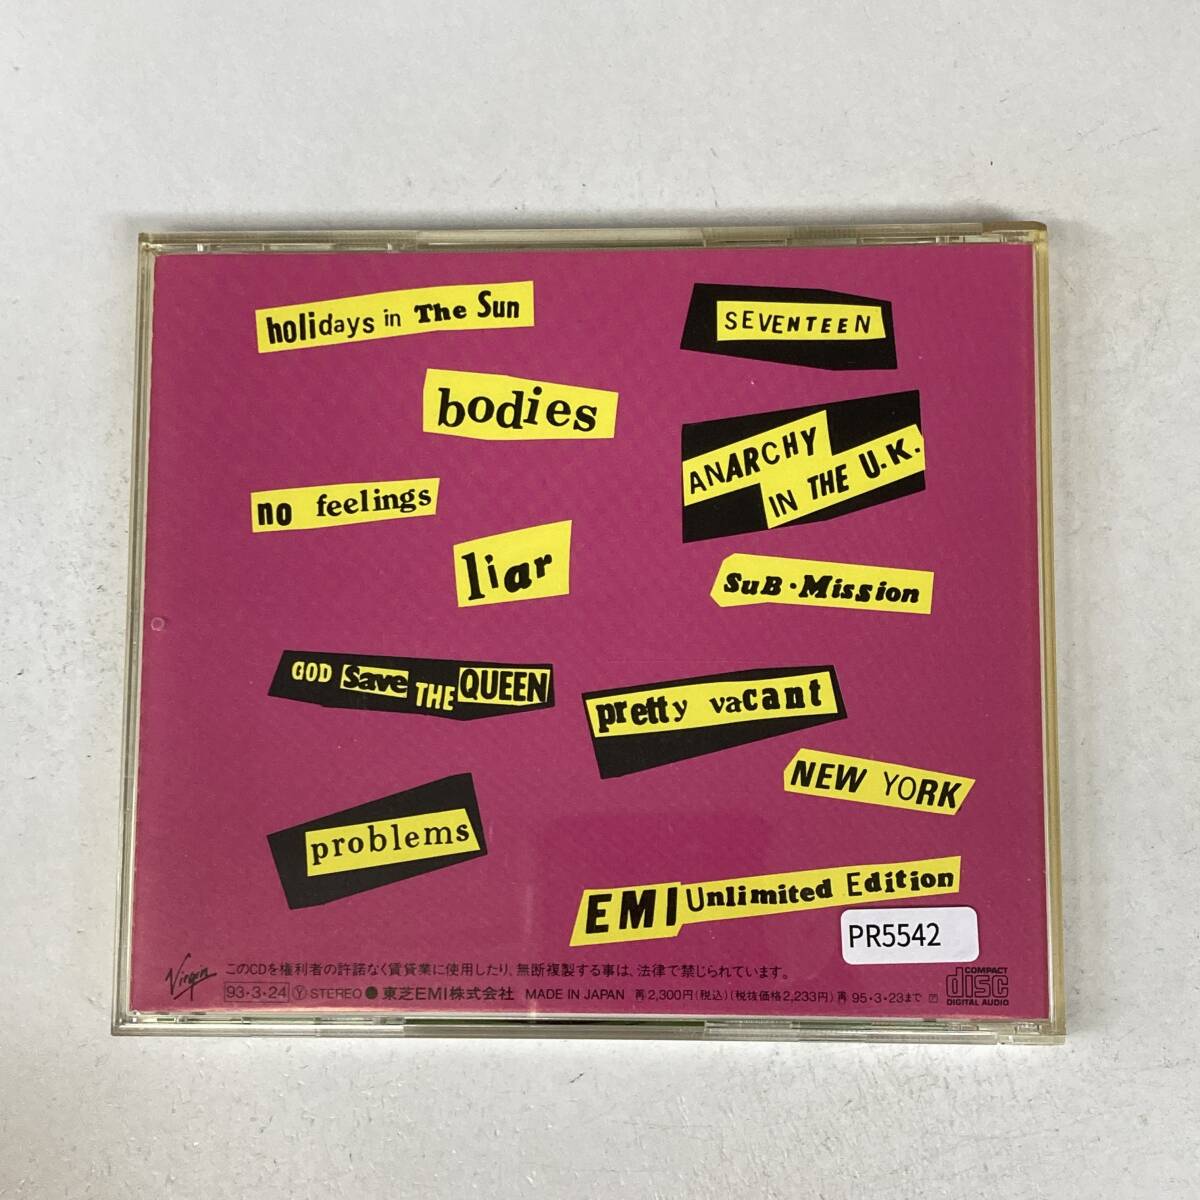 holidays in The Sun
bodies
no feelings
liar
GOD Save THE QUEEN
problems
SEVENTEEN
ANARCHY
IN THE U.K.
SuB・Mission
pretty vacant
NEW YORK
EMI Unlimited Edition
PR5542
Virgin
このCDを権利者の許諾なく賃貸業に使用したり、無断複製する事は、法律で禁じられています。
93・3・24 Ⓨ STEREO ● 東芝EMI株式会社 MADE IN JAPAN 再2,300円(税込)(税抜価格2,233円)再95・3・23まで
COMPACT
disc
DIGITAL AUDIO